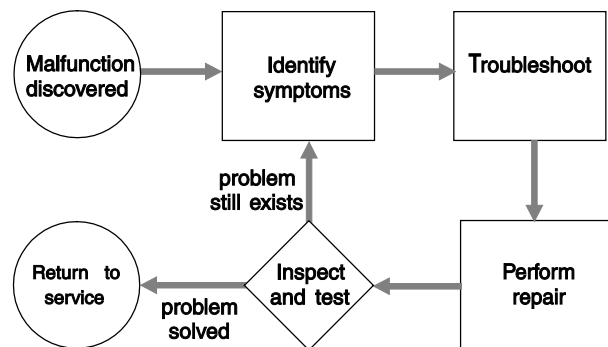 Malfunction
discovered
Identify
symptoms
Troubleshoot
problem
still exists
Return to
service
problem
solved
Inspect
and test
Perform
repair